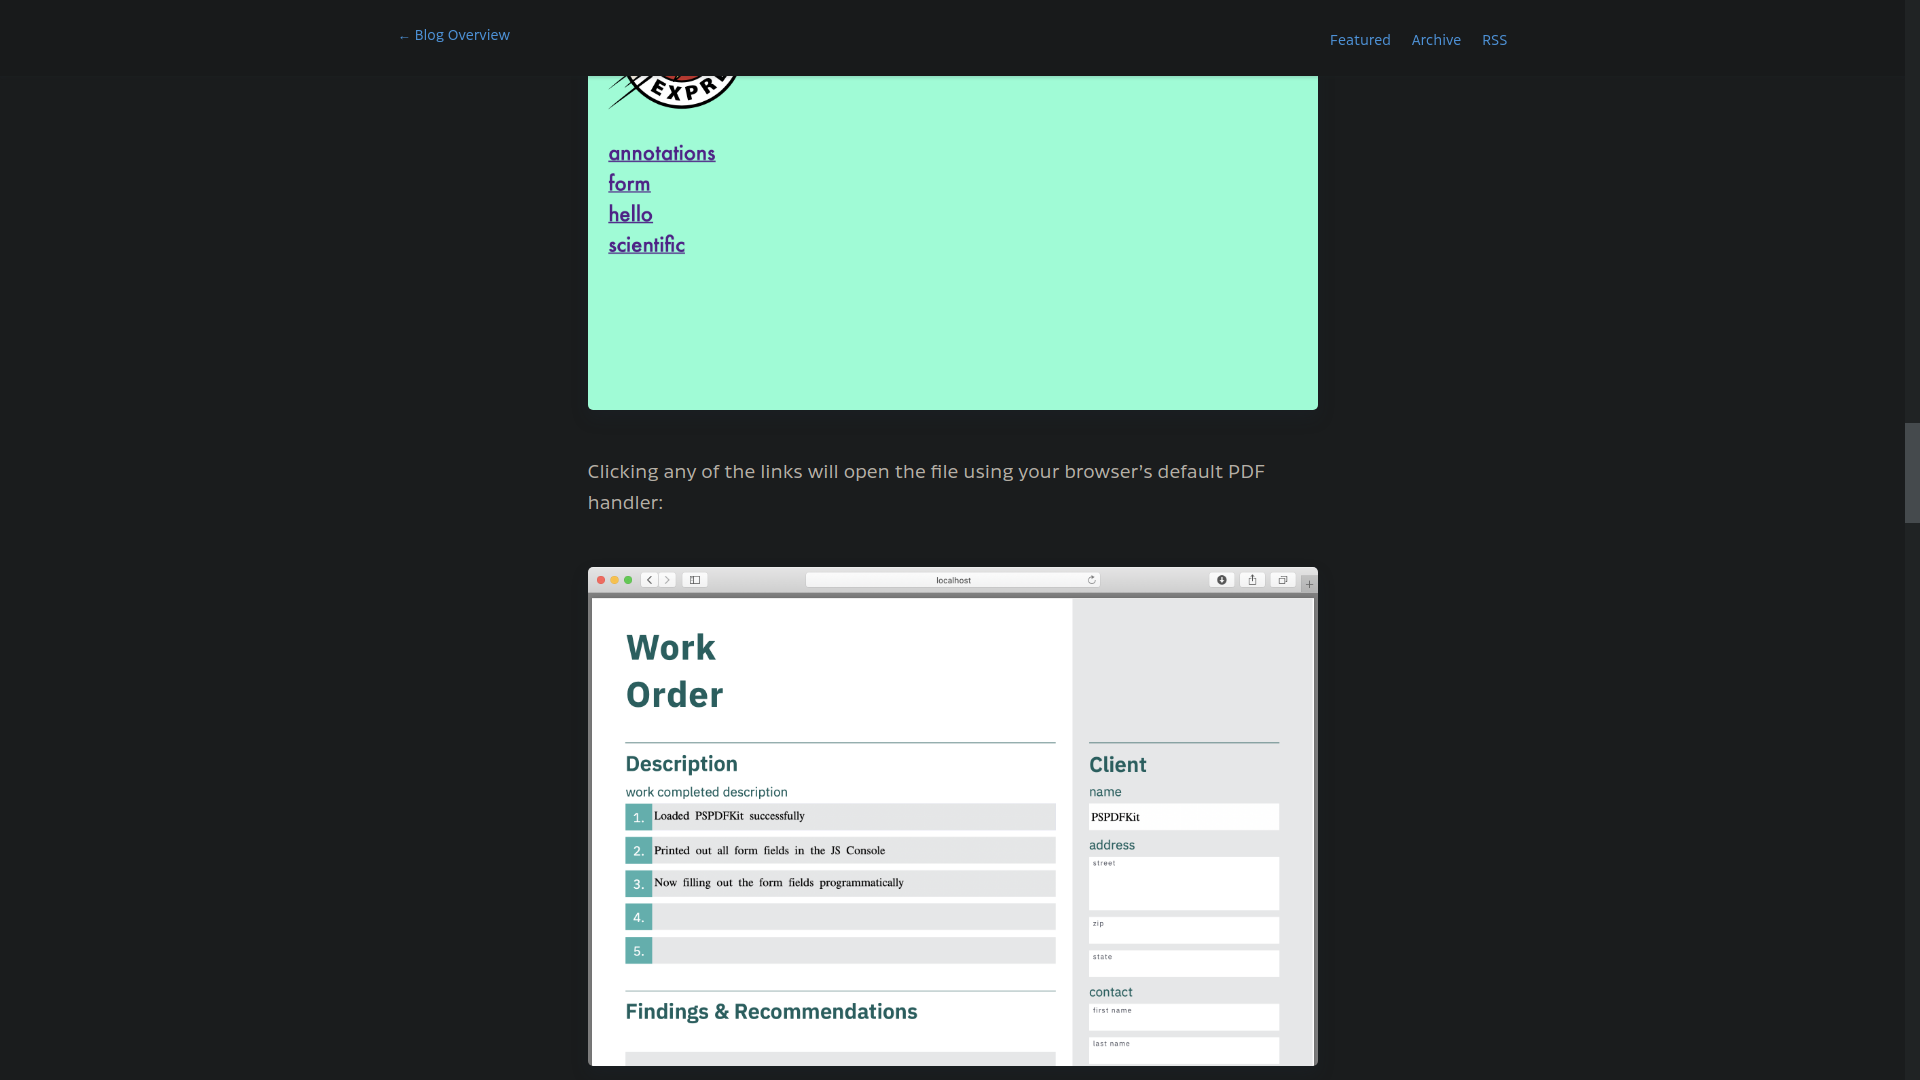 ← Blog Overview
Featured Archive RSS
EXPR
annotations
form
hello
scientific
Clicking any of the links will open the file using your browser’s default PDF
handler:
localhost
Work
Order
Description
work completed description
1. Loaded PSPDFKit successfully
2. Printed out all form fields in the JS Console
3. Now filling out the form fields programmatically
4.
5.
Findings & Recommendations
Client
name
PSPDFKit
address
street
zip
state
contact
first name
last name